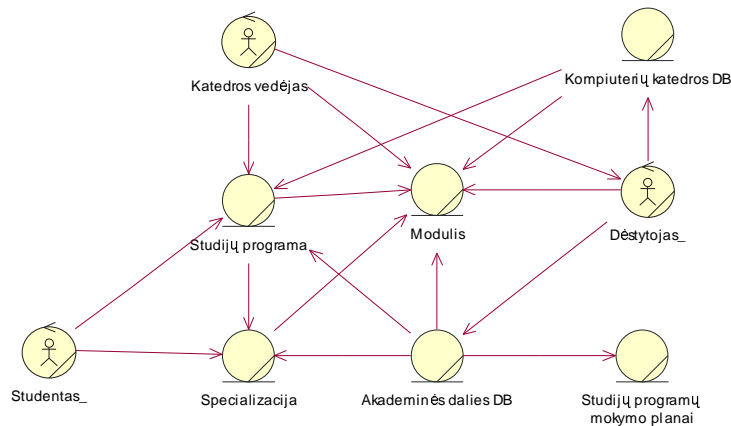 Katedros vedėjas
Kompiuterių katedros DB
Studijų programa
Modulis
Dėstytojas_
Studentas_
Specializacija
Akademinės dalies DB
Studijų programų
mokymo planai